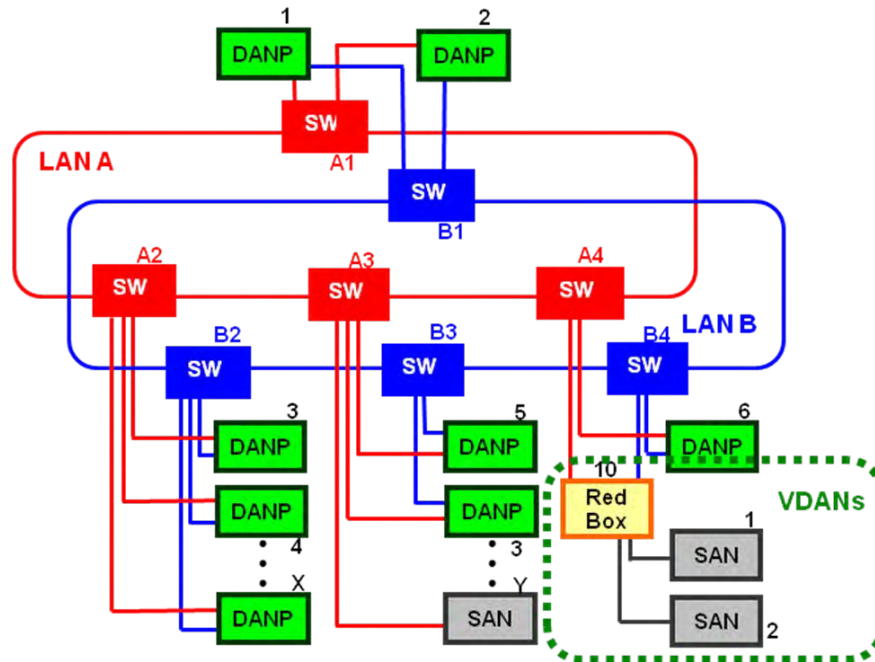 1
2
DANP
DANP
SW
A1
LAN A
SW
B1
A2
SW
A3
SW
A4
SW
LAN B
B2
SW
B3
SW
B4
SW
3
DANP
5
DANP
6
DANP
10
Red
Box
VDANs
DANP
4
DANP
3
1
SAN
X
DANP
Y
SAN
SAN
2